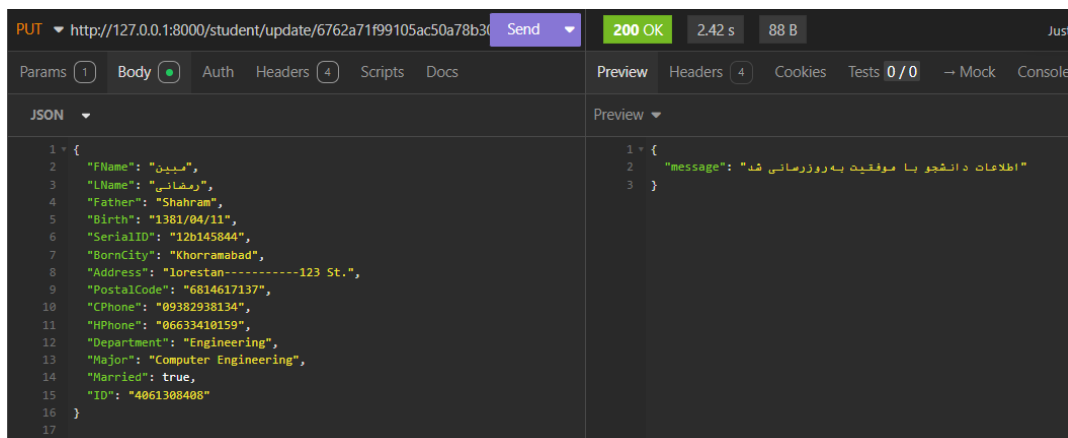 PUT http://127.0.0.1:8000/student/update/6762a71f99105ac50a78b30 Send 200 OK 2.42 s 88 B Just
Params 1 Body Auth Headers 4 Scripts Docs Preview Headers 4 Cookies Tests 0 / 0 → Mock Console
JSON Preview
1 {
2 "FName": "مبین",
3 "LName": "رمضانی",
4 "Father": "Shahram",
5 "Birth": "1381/04/11",
6 "SerialID": "12b145844",
7 "BornCity": "Khorramabad",
8 "Address": "lorestan-----------123 St.",
9 "PostalCode": "6814617137",
10 "CPhone": "09382938134",
11 "HPhone": "06633410159",
12 "Department": "Engineering",
13 "Major": "Computer Engineering",
14 "Married": true,
15 "ID": "4061308408"
16 }
17
1 {
2 "message": "اطلاعات دانشجو با موفقیت به‌روزرسانی شد"
3 }